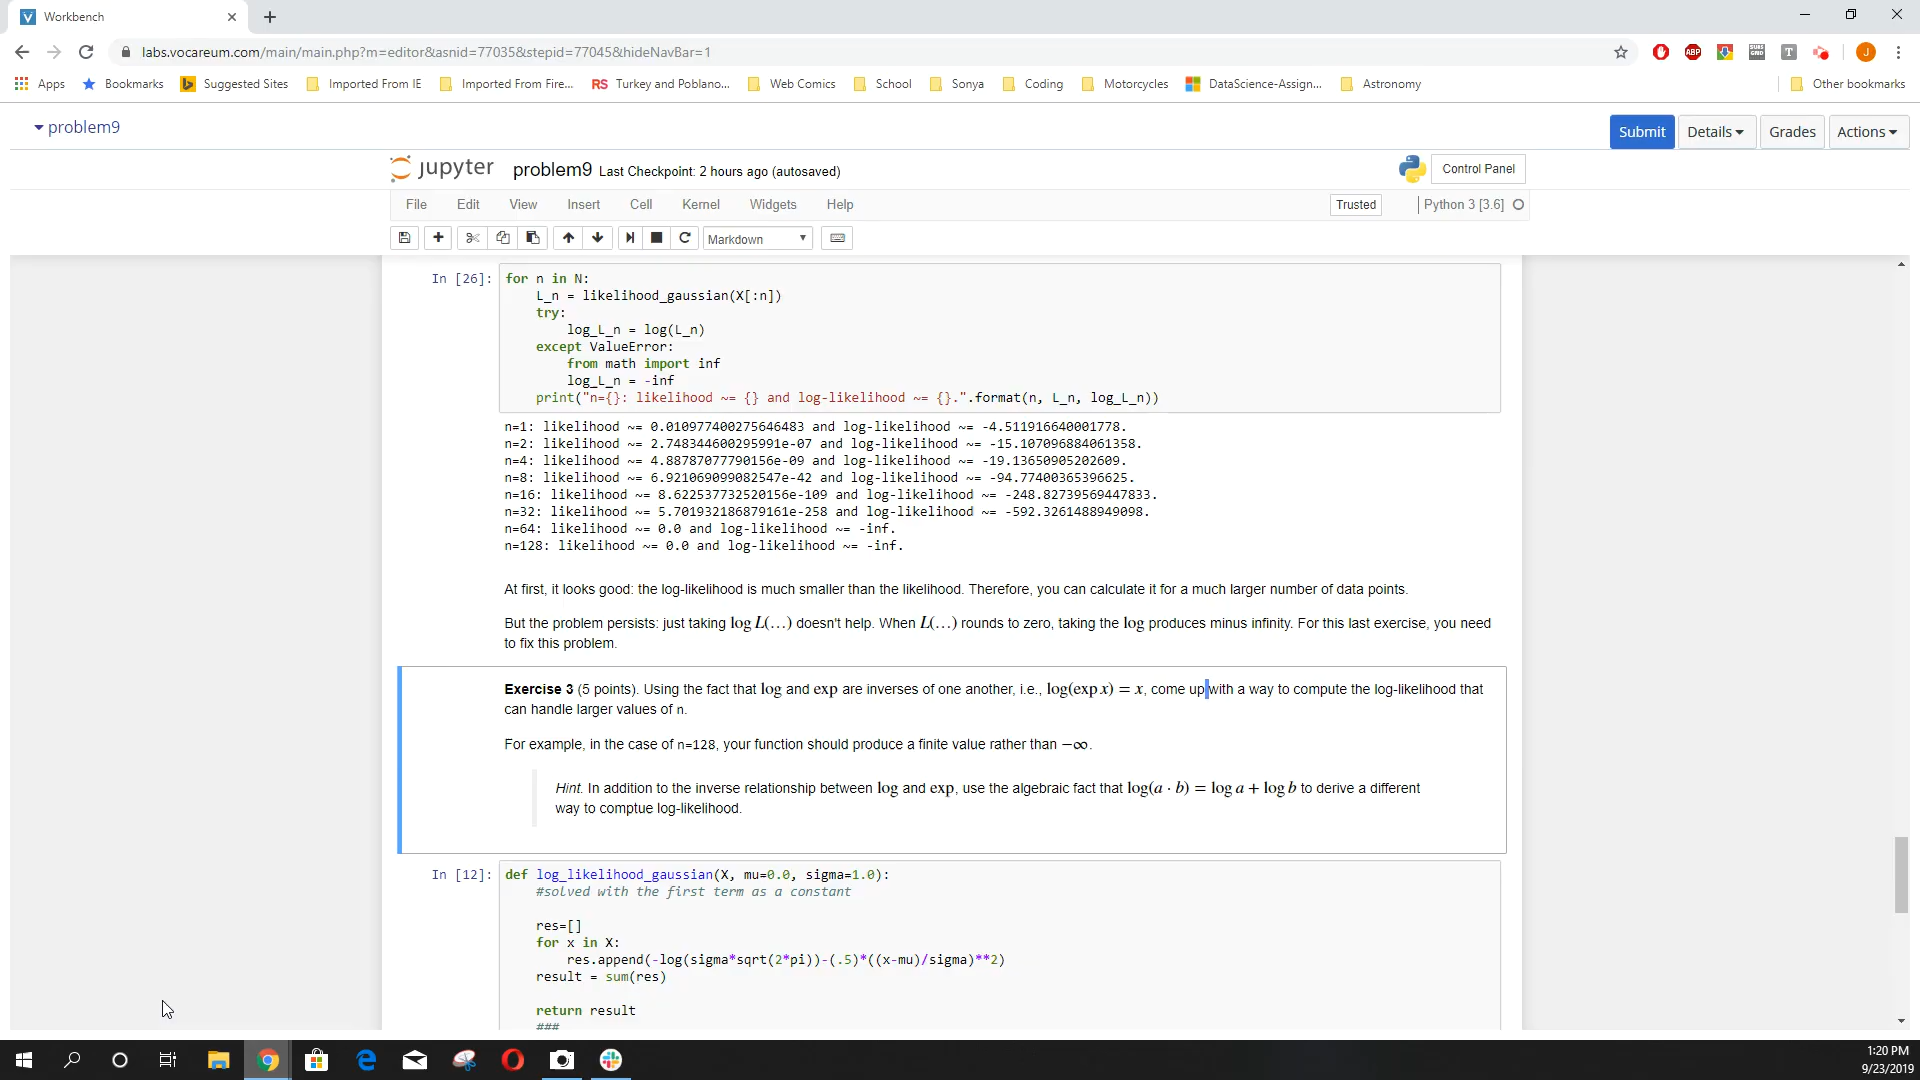 Workbench
labs.vocareum.com/main/main.php?m=editor&asnid=77035&stepid=77045&hideNavBar=1
ABP
T
J
Apps Bookmarks Suggested Sites Imported From IE Imported From Fire... RS Turkey and Poblano... Web Comics School Sonya Coding Motorcycles DataScience-Assign... Astronomy Other bookmarks
problem9
Submit Details Grades Actions
jupyter problem9 Last Checkpoint: 2 hours ago (autosaved)
Control Panel
File Edit View Insert Cell Kernel Widgets Help
Trusted Python 3 [3.6]
Markdown
In [26]: for n in N:
L_n = likelihood_gaussian(X[:n])
try:
log_L_n = log(L_n)
except ValueError:
from math import inf
log_L_n = -inf
print("n={}: likelihood ~= {} and log-likelihood ~= {}.".format(n, L_n, log_L_n))
n=1: likelihood ~= 0.010977400275646483 and log-likelihood ~= -4.511916640001778.
n=2: likelihood ~= 2.748344600295991e-07 and log-likelihood ~= -15.107096884061358.
n=4: likelihood ~= 4.88787077790156e-09 and log-likelihood ~= -19.13650905202609.
n=8: likelihood ~= 6.921069099082547e-42 and log-likelihood ~= -94.77400365396625.
n=16: likelihood ~= 8.622537732520156e-109 and log-likelihood ~= -248.82739569447833.
n=32: likelihood ~= 5.701932186879161e-258 and log-likelihood ~= -592.3261488949098.
n=64: likelihood ~= 0.0 and log-likelihood ~= -inf.
n=128: likelihood ~= 0.0 and log-likelihood ~= -inf.
At first, it looks good: the log-likelihood is much smaller than the likelihood. Therefore, you can calculate it for a much larger number of data points.
But the problem persists: just taking log L(…) doesn't help. When L(…) rounds to zero, taking the log produces minus infinity. For this last exercise, you need
to fix this problem.
Exercise 3 (5 points). Using the fact that log and exp are inverses of one another, i.e., log(exp x) = x, come up with a way to compute the log-likelihood that
can handle larger values of n.
For example, in the case of n=128, your function should produce a finite value rather than −∞.
Hint. In addition to the inverse relationship between log and exp, use the algebraic fact that log(a · b) = log a + log b to derive a different
way to comptue log-likelihood.
In [12]: def log_likelihood_gaussian(X, mu=0.0, sigma=1.0):
#solved with the first term as a constant
res=[]
for x in X:
res.append(-log(sigma*sqrt(2*pi))-(.5)*((x-mu)/sigma)**2)
result = sum(res)
return result
###
1:20 PM
9/23/2019